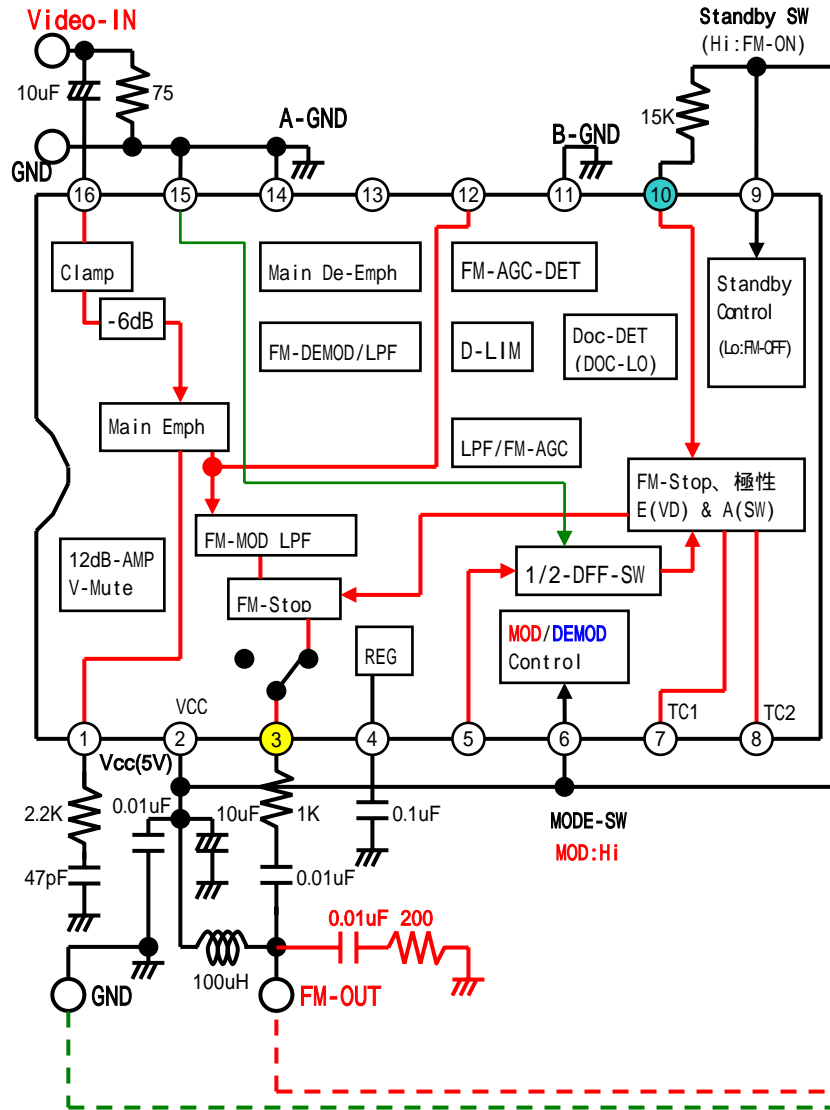 Video-IN
Standby SW
(Hi:FM-ON)
10uF
75
15K
A-GND
B-GND
GND
16
15
14
13
12
11
10
9
Clamp
Main De-Emph
FM-AGC-DET
Standby
Control
(Lo:FM-OFF)
-6dB
FM-DEMOD/LPF
D-LIM
Doc-DET
(DOC-LO)
Main Emph
LPF/FM-AGC
FM-Stop、極性
E(VD) & A(SW)
FM-MOD LPF
12dB-AMP
V-Mute
1/2-DFF-SW
FM-Stop
REG
MOD/DEMOD
Control
VCC
TC1
TC2
1
2
3
4
5
6
7
8
Vcc(5V)
2.2K
0.01uF
10uF
1K
0.1uF
MODE-SW
MOD:Hi
47pF
0.01uF
0.01uF 200
100uH
GND
FM-OUT